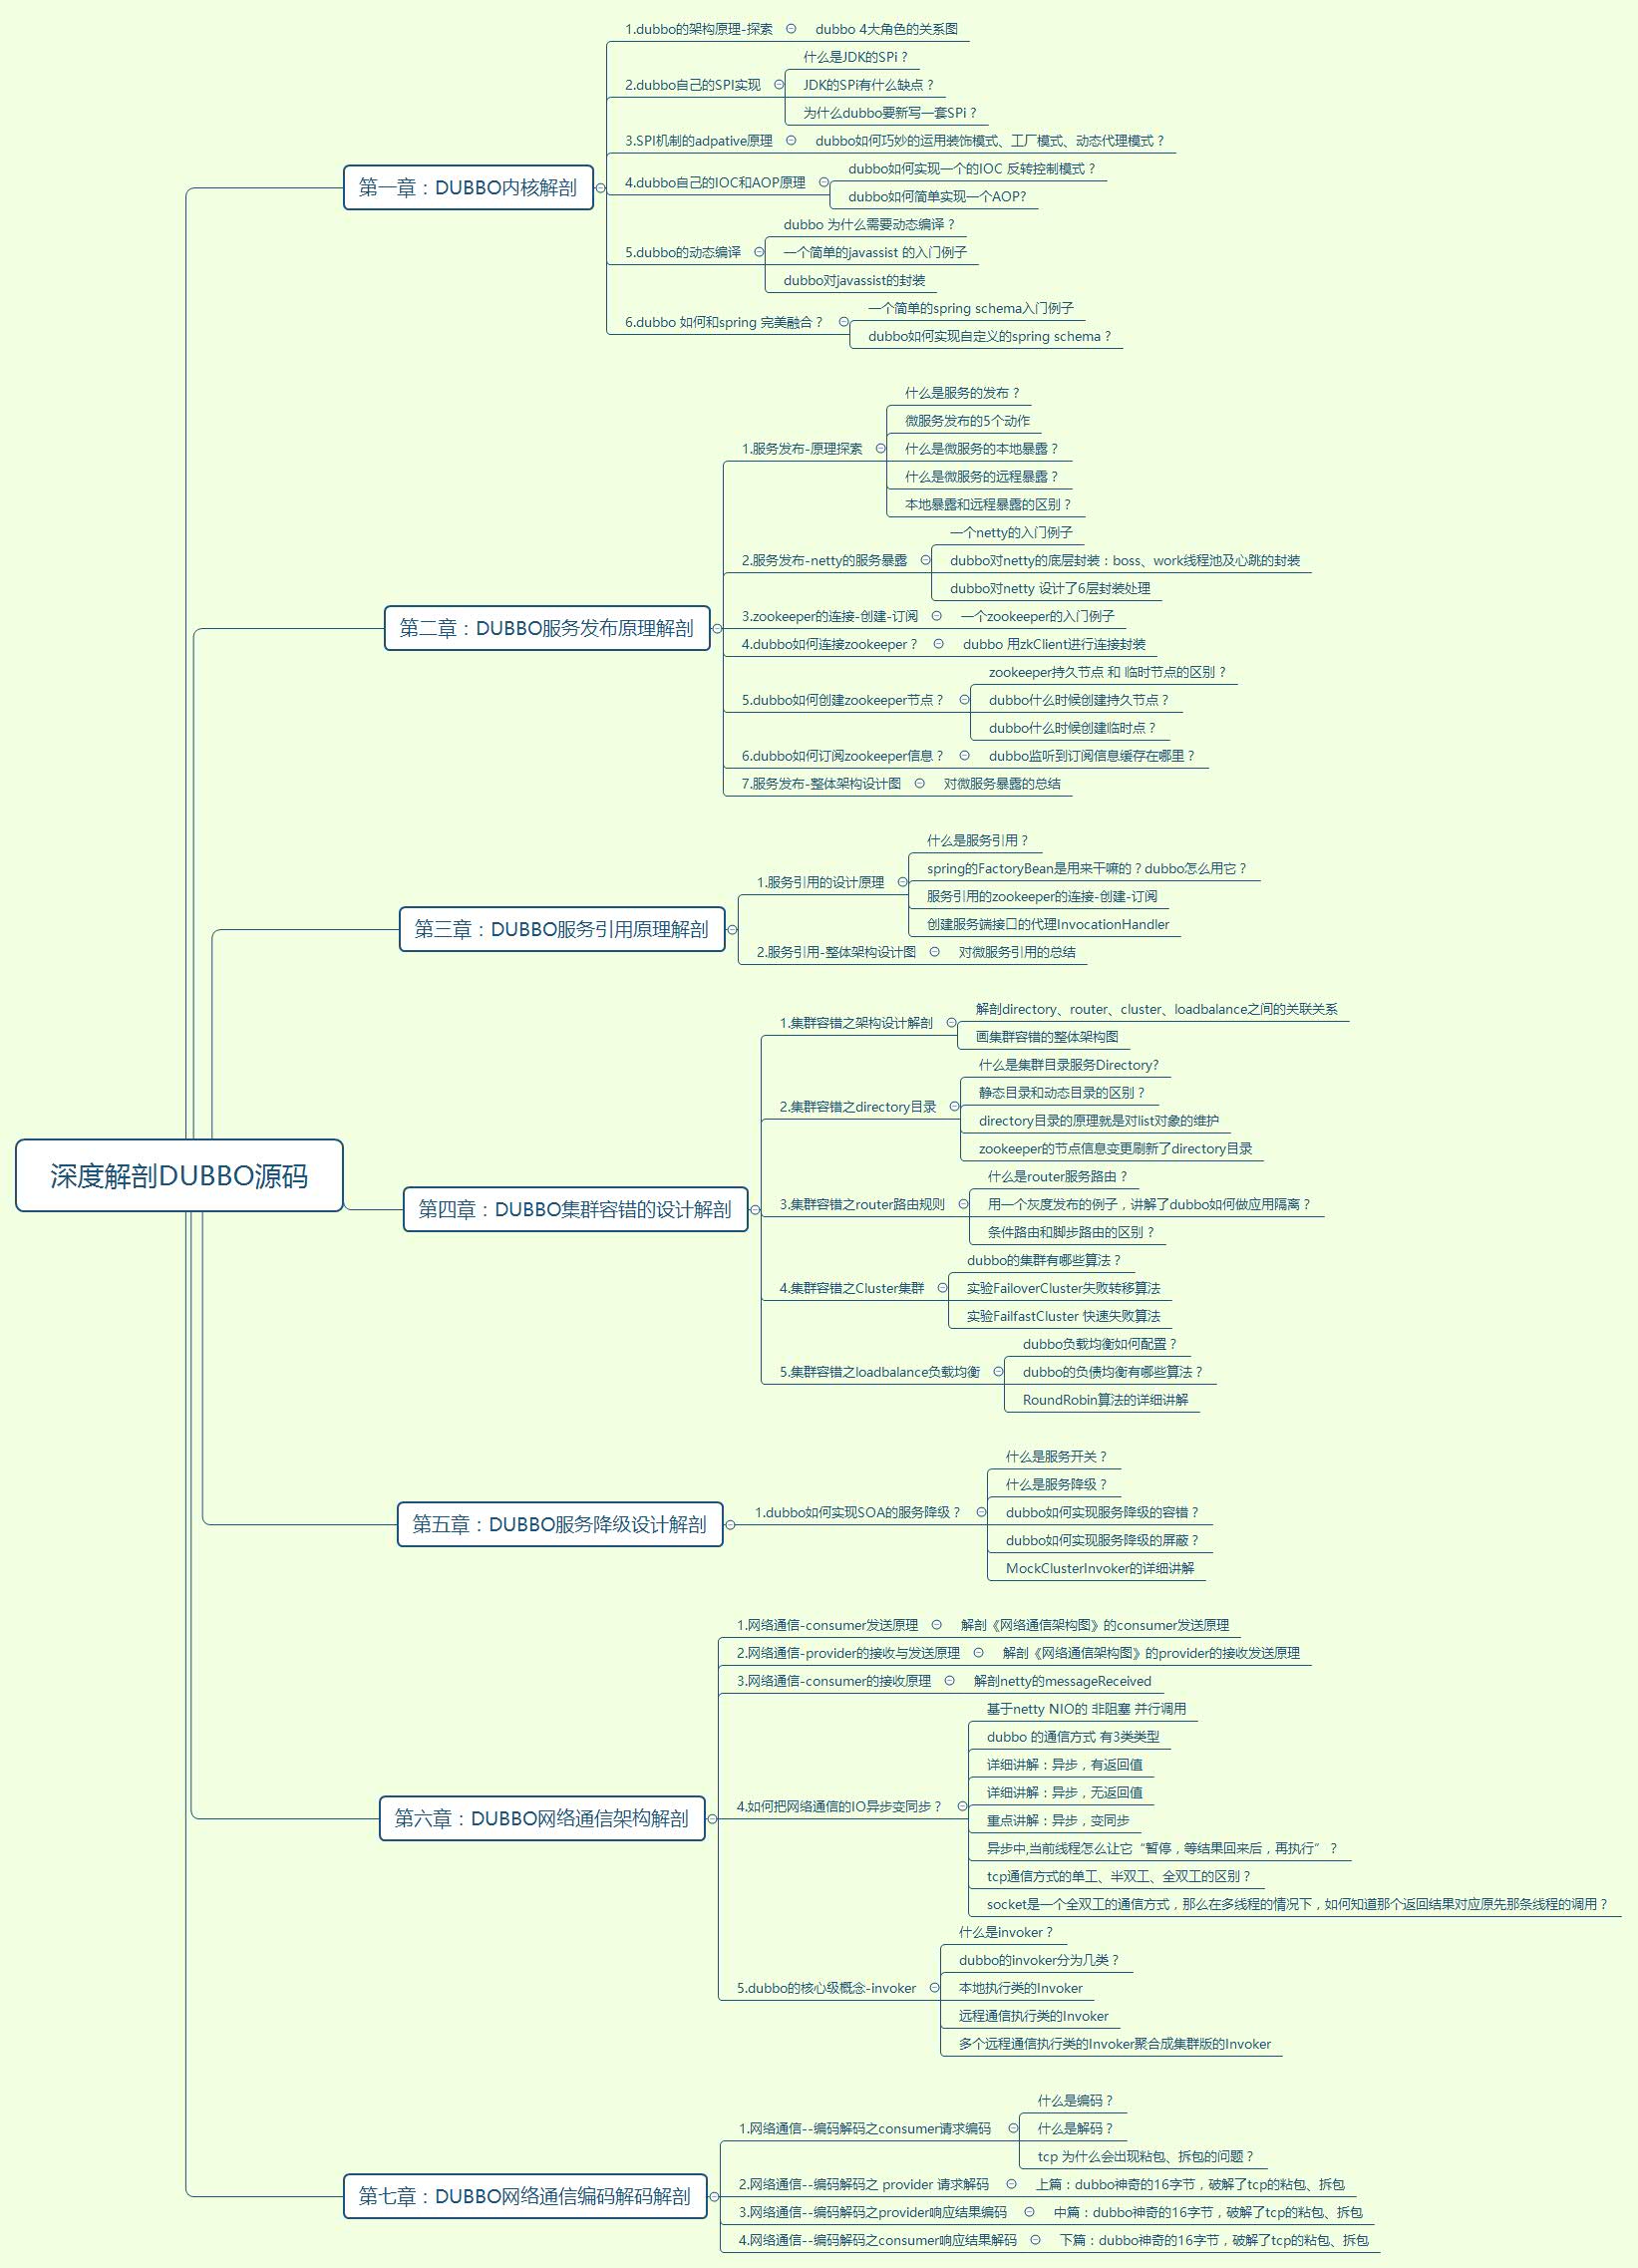 深度解剖DUBBO源码
第一章：DUBBO内核解剖
1.dubbo的架构原理-探索
dubbo 4大角色的关系图
2.dubbo自己的SPI实现
什么是JDK的SPi？
JDK的SPi有什么缺点？
为什么dubbo要新写一套SPi？
3.SPI机制的adpative原理
dubbo如何巧妙的运用装饰模式、工厂模式、动态代理模式？
4.dubbo自己的IOC和AOP原理
dubbo如何实现一个的IOC 反转控制模式？
dubbo如何简单实现一个AOP?
5.dubbo的动态编译
dubbo 为什么需要动态编译？
一个简单的javassist 的入门例子
dubbo对javassist的封装
6.dubbo 如何和spring 完美融合？
一个简单的spring schema入门例子
dubbo如何实现自定义的spring schema？
第二章：DUBBO服务发布原理解剖
1.服务发布-原理探索
什么是服务的发布？
微服务发布的5个动作
什么是微服务的本地暴露？
什么是微服务的远程暴露？
本地暴露和远程暴露的区别？
2.服务发布-netty的服务暴露
一个netty的入门例子
dubbo对netty的底层封装：boss、work线程池及心跳的封装
dubbo对netty 设计了6层封装处理
3.zookeeper的连接-创建-订阅
一个zookeeper的入门例子
4.dubbo如何连接zookeeper？
dubbo 用zkClient进行连接封装
5.dubbo如何创建zookeeper节点？
zookeeper持久节点 和 临时节点的区别？
dubbo什么时候创建持久节点？
dubbo什么时候创建临时点？
6.dubbo如何订阅zookeeper信息？
dubbo监听到订阅信息缓存在哪里？
7.服务发布-整体架构设计图
对微服务暴露的总结
第三章：DUBBO服务引用原理解剖
1.服务引用的设计原理
什么是服务引用？
spring的FactoryBean是用来干嘛的？dubbo怎么用它？
服务引用的zookeeper的连接-创建-订阅
创建服务端接口的代理InvocationHandler
2.服务引用-整体架构设计图
对微服务引用的总结
第四章：DUBBO集群容错的设计解剖
1.集群容错之架构设计解剖
解剖directory、router、cluster、loadbalance之间的关联关系
画集群容错的整体架构图
2.集群容错之directory目录
什么是集群目录服务Directory?
静态目录和动态目录的区别？
directory目录的原理就是对list对象的维护
zookeeper的节点信息变更刷新了directory目录
3.集群容错之router路由规则
什么是router服务路由？
用一个灰度发布的例子，讲解了dubbo如何做应用隔离？
条件路由和脚步路由的区别？
4.集群容错之Cluster集群
dubbo的集群有哪些算法？
实验FailoverCluster失败转移算法
实验FailfastCluster 快速失败算法
5.集群容错之loadbalance负载均衡
dubbo负载均衡如何配置？
dubbo的负债均衡有哪些算法？
RoundRobin算法的详细讲解
第五章：DUBBO服务降级设计解剖
1.dubbo如何实现SOA的服务降级？
什么是服务开关？
什么是服务降级？
dubbo如何实现服务降级的容错？
dubbo如何实现服务降级的屏蔽？
MockClusterInvoker的详细讲解
第六章：DUBBO网络通信架构解剖
1.网络通信-consumer发送原理
解剖《网络通信架构图》的consumer发送原理
2.网络通信-provider的接收与发送原理
解剖《网络通信架构图》的provider的接收发送原理
3.网络通信-consumer的接收原理
解剖netty的messageReceived
4.如何把网络通信的IO异步变同步？
基于netty NIO的 非阻塞 并行调用
dubbo 的通信方式 有3类类型
详细讲解：异步，有返回值
详细讲解：异步，无返回值
重点讲解：异步，变同步
异步中,当前线程怎么让它“暂停，等结果回来后，再执行”？
tcp通信方式的单工、半双工、全双工的区别？
socket是一个全双工的通信方式，那么在多线程的情况下，如何知道那个返回结果对应原先那条线程的调用？
5.dubbo的核心级概念-invoker
什么是invoker？
dubbo的invoker分为几类？
本地执行类的Invoker
远程通信执行类的Invoker
多个远程通信执行类的Invoker聚合成集群版的Invoker
第七章：DUBBO网络通信编码解码解剖
1.网络通信--编码解码之consumer请求编码
什么是编码？
什么是解码？
tcp 为什么会出现粘包、拆包的问题？
2.网络通信--编码解码之 provider 请求解码
上篇：dubbo神奇的16字节，破解了tcp的粘包、拆包
3.网络通信--编码解码之provider响应结果编码
中篇：dubbo神奇的16字节，破解了tcp的粘包、拆包
4.网络通信--编码解码之consumer响应结果解码
下篇：dubbo神奇的16字节，破解了tcp的粘包、拆包